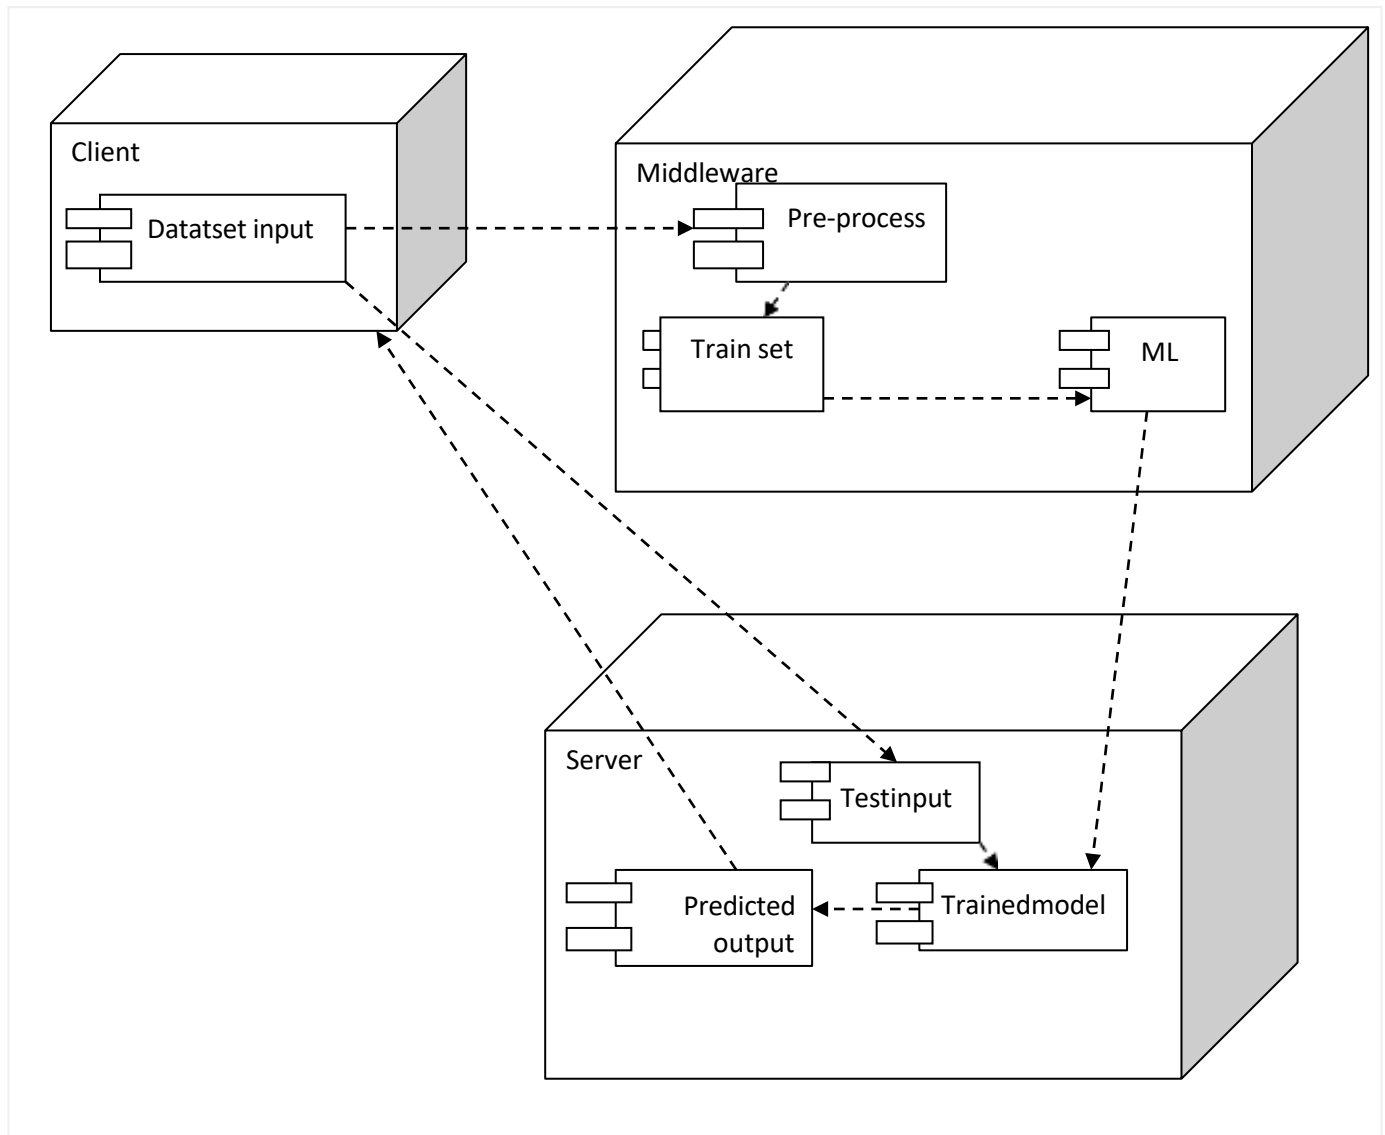 Client
Datatset input
Middleware
Pre-process
Train set
ML
Server
Testinput
Predicted
output
Trainedmodel